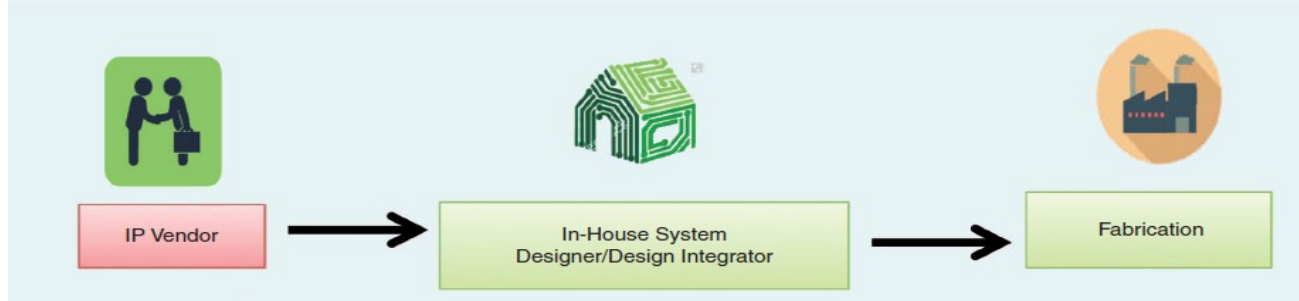 IP Vendor
In-House System
Designer/Design Integrator
Fabrication